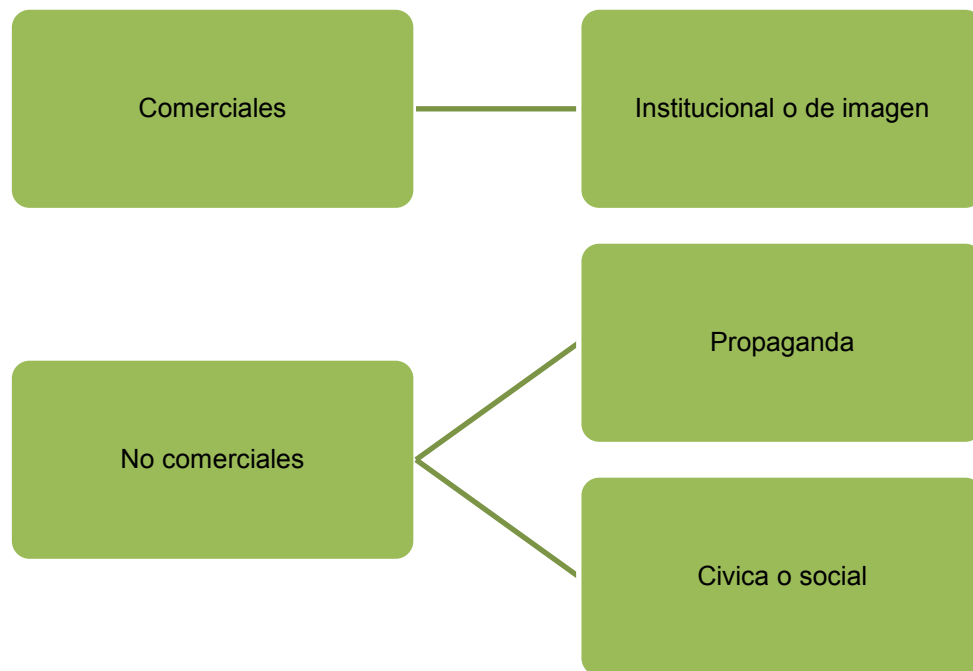 Comerciales
Institucional o de imagen
No comerciales
Propaganda
Civica o social